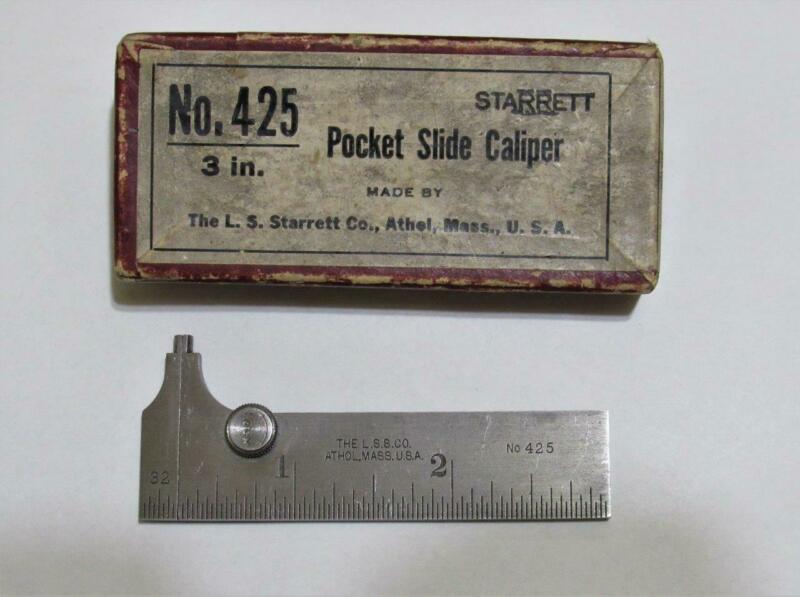 No. 425
3 in.
STARRETT
Pocket Slide Caliper
MADE BY
The L. S. Starrett Co., Athol, Mass., U. S. A.
THE L.S.S.CO.
ATHOL, MASS. U.S.A.
No 425
32
1
2